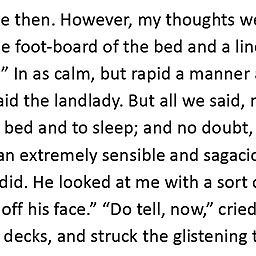 e then. However, my thoughts we
e foot-board of the bed and a line
” In as calm, but rapid a manner a
aid the landlady. But all we said, n
bed and to sleep; and no doubt,
an extremely sensible and sagacio
did. He looked at me with a sort o
off his face.” “Do tell, now,” cried
decks, and struck the glistening t